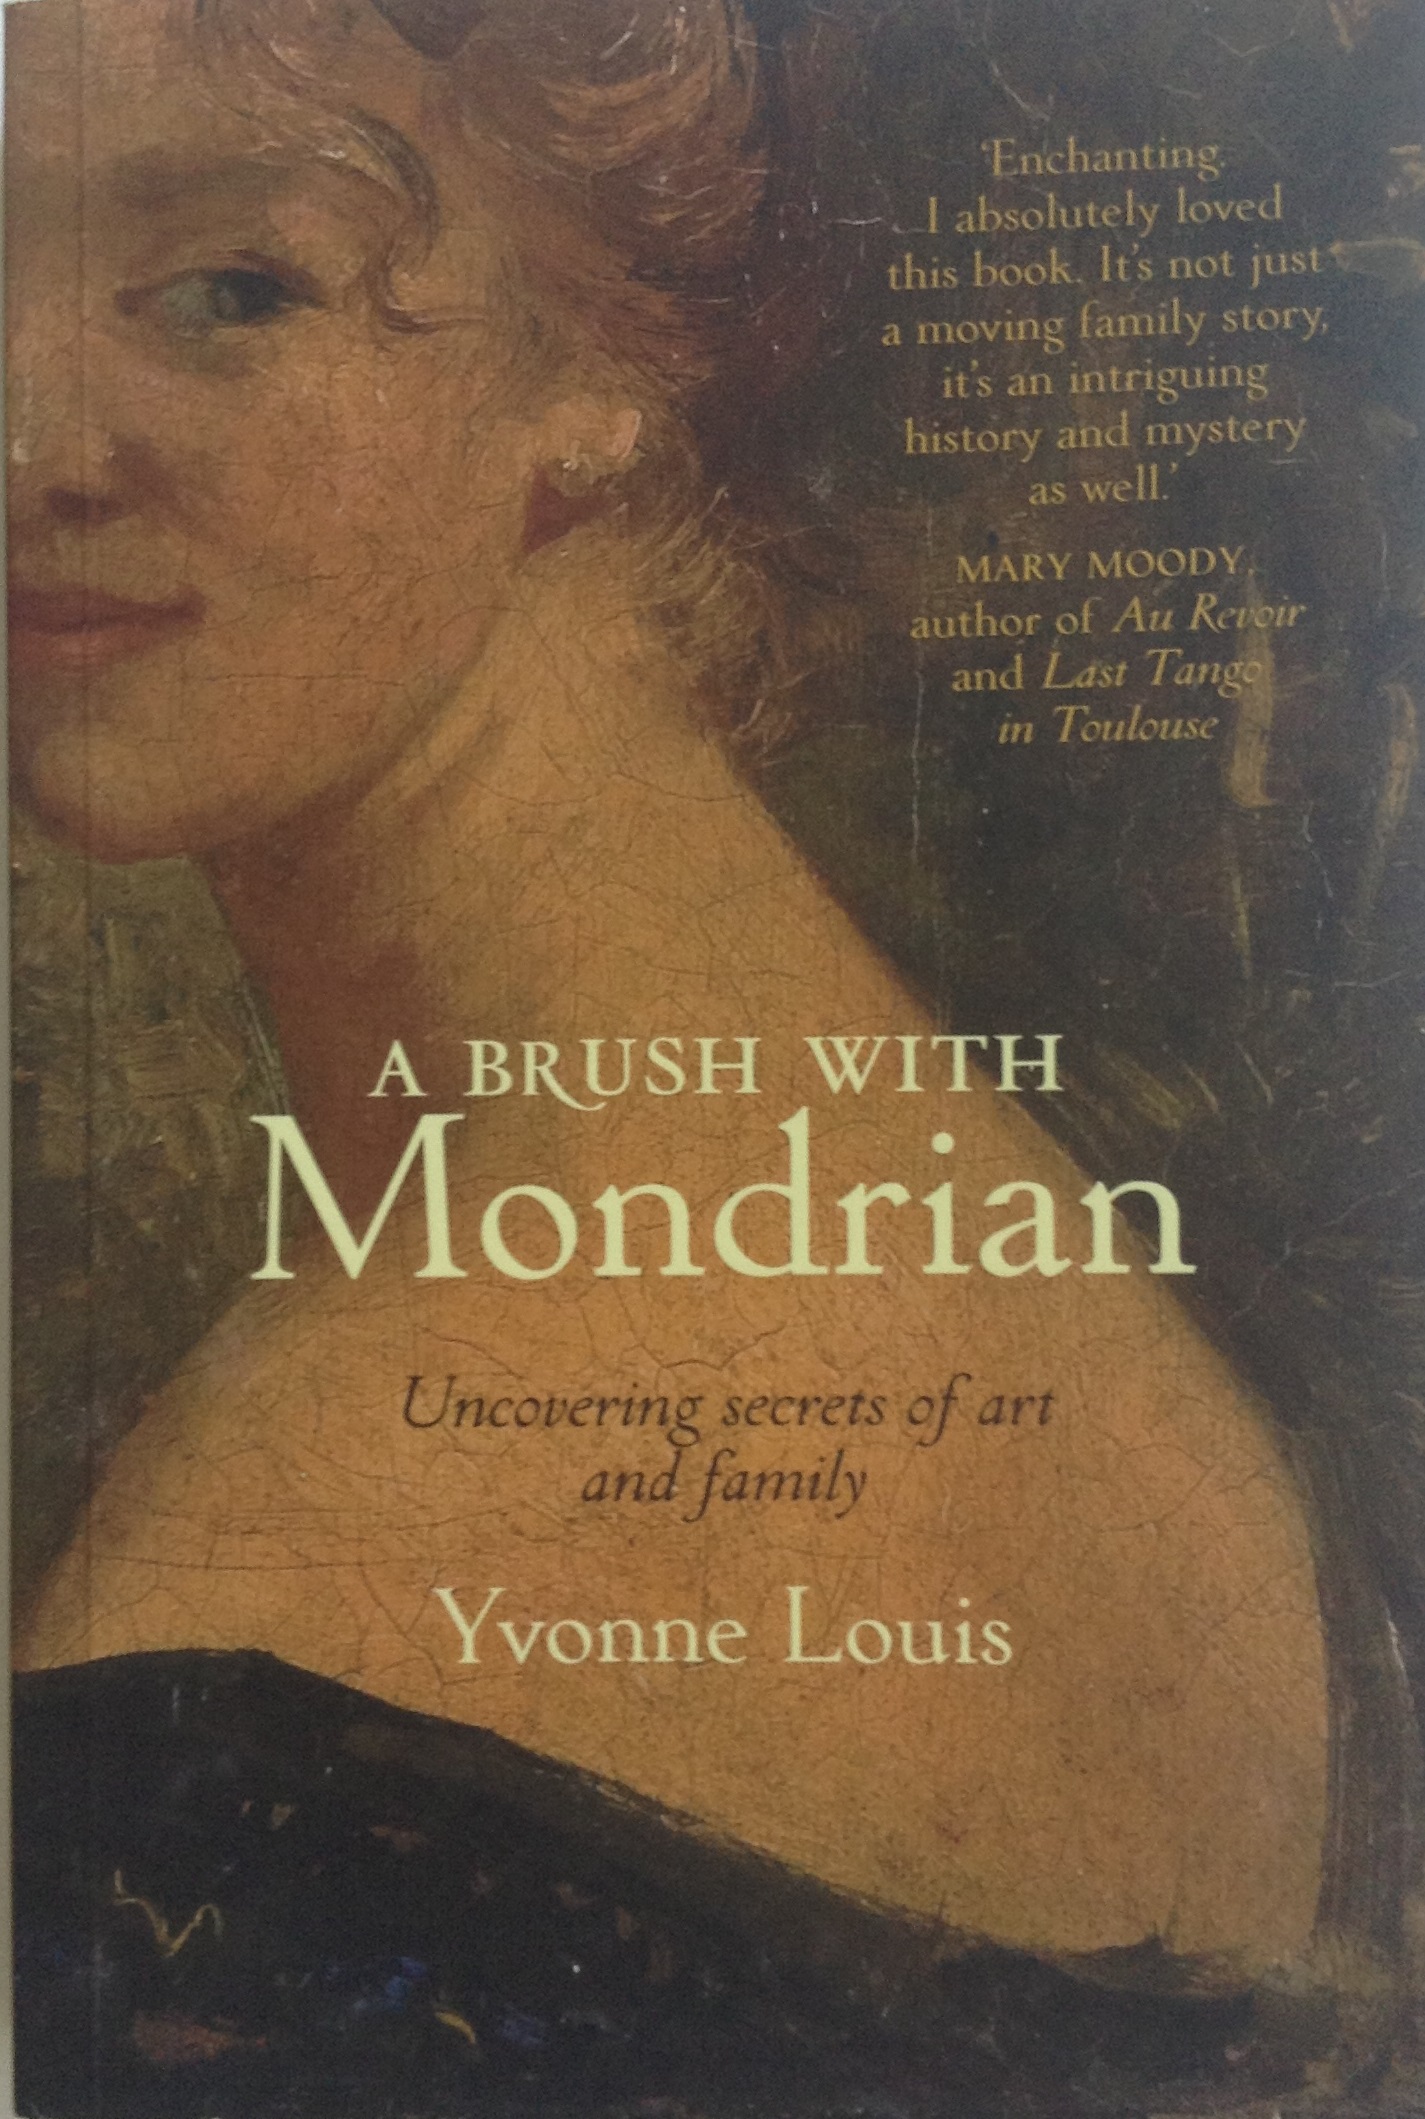 'Enchanting.
I absolutely loved
this book. It's not just
a moving family story,
it's an intriguing
history and mystery
as well.'
MARY MOODY,
author of Au Revoir
and Last Tango
in Toulouse
A BRUSH WITH
Mondrian
Uncovering secrets of art
and family
Yvonne Louis